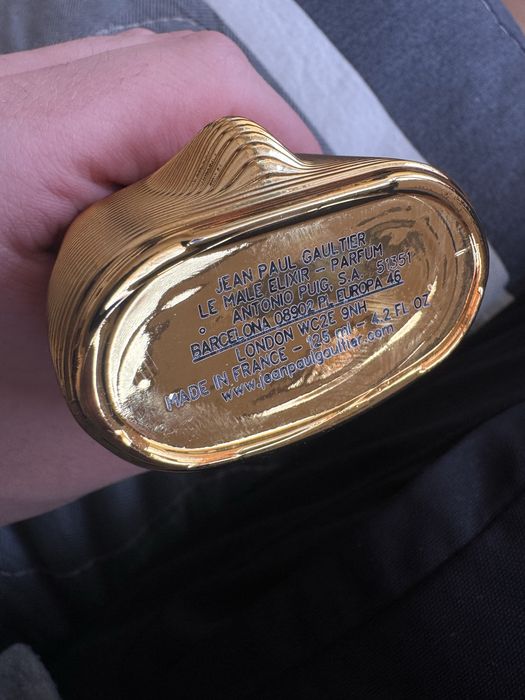 JEAN PAUL GAULTIER
LE MALE ELIXIR - PARFUM
ANTONIO PUIG, S.A. 51351
BARCELONA 08902 PL. EUROPA 46
LONDON WC2E 9NH
MADE IN FRANCE - 125 ml - 4.2 FL OZ
www.jeanpaulgaultier.com